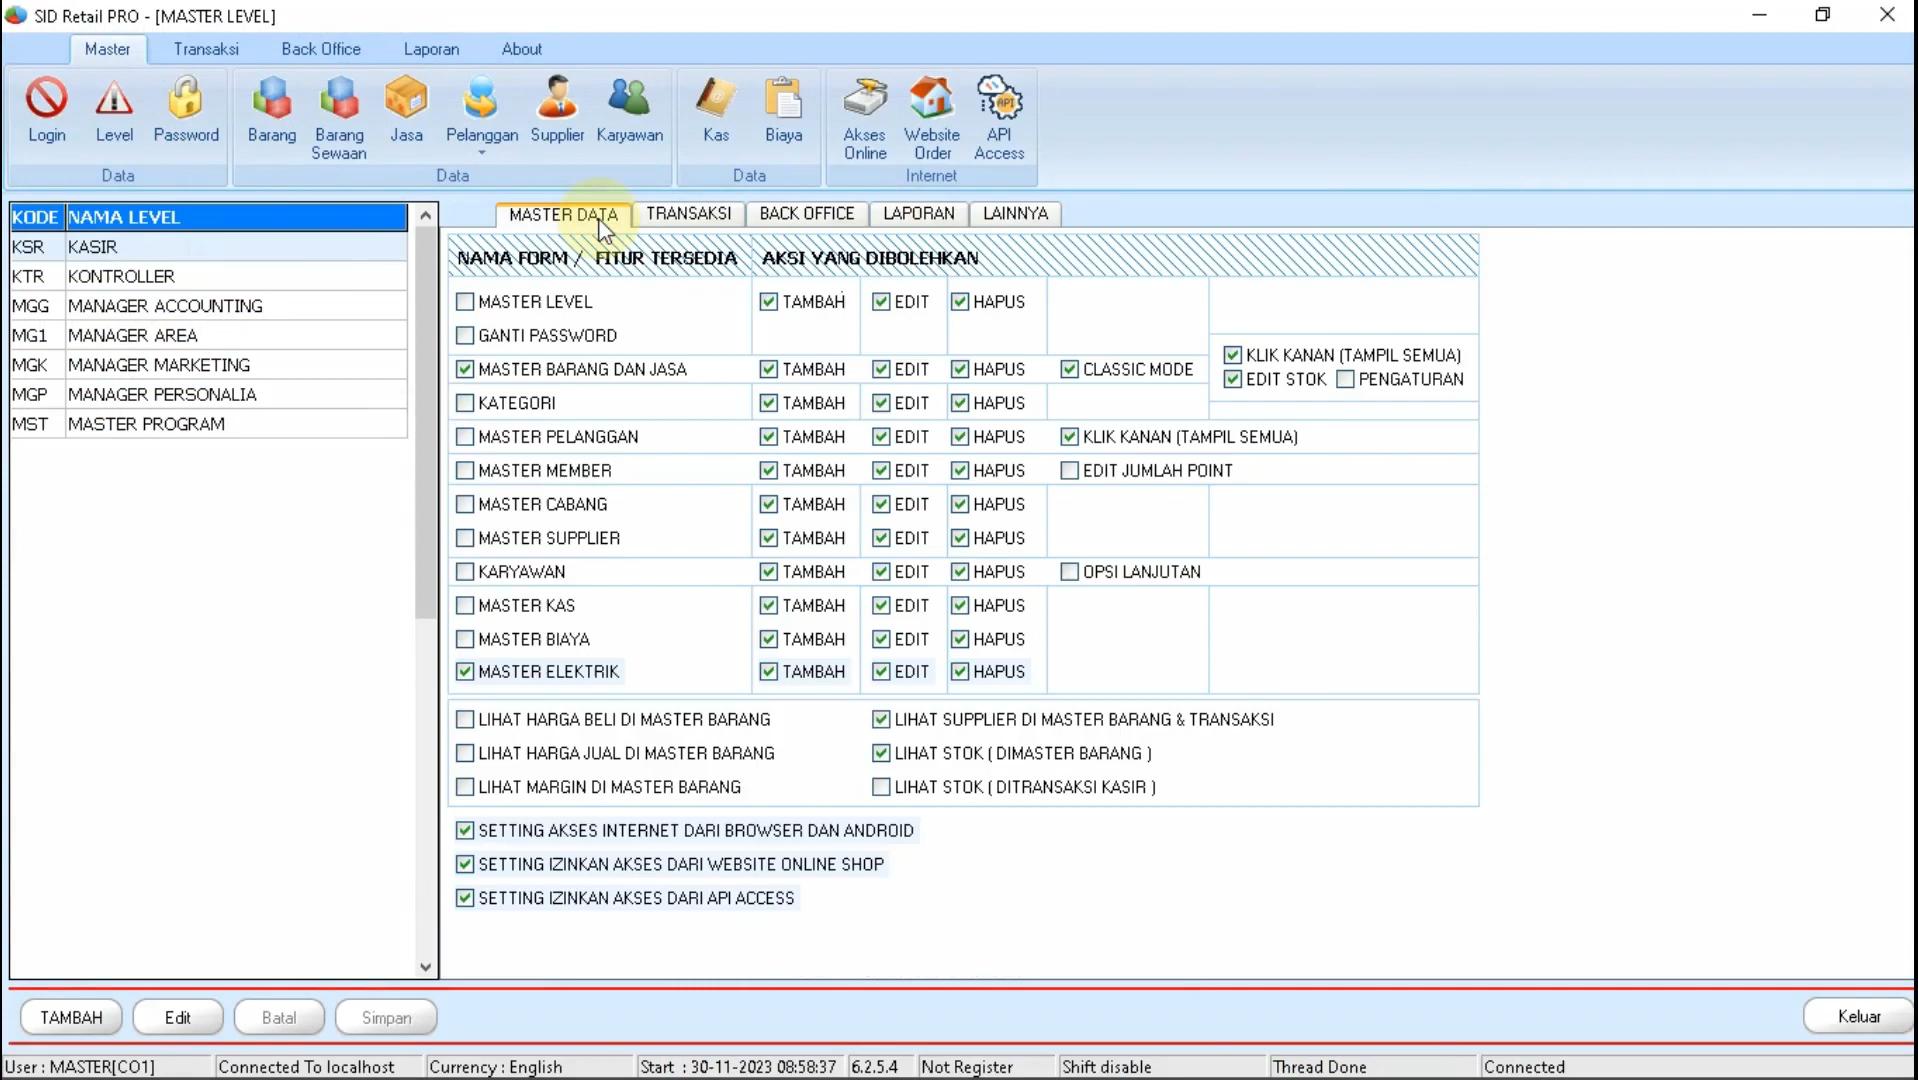 SID Retail PRO - [MASTER LEVEL]
Master Transaksi Back Office Laporan About
Login Level Password Barang Barang Sewaan Jasa Pelanggan Supplier Karyawan Kas Biaya Akses Online Website Order API Access
Data Data Data Internet
KODE NAMA LEVEL
KSR KASIR
KTR KONTROLLER
MGG MANAGER ACCOUNTING
MG1 MANAGER AREA
MGK MANAGER MARKETING
MGP MANAGER PERSONALIA
MST MASTER PROGRAM
MASTER DATA TRANSAKSI BACK OFFICE LAPORAN LAINNYA
NAMA FORM / FITUR TERSEDIA AKSI YANG DIBOLEHKAN
MASTER LEVEL TAMBAH EDIT HAPUS
GANTI PASSWORD
KLIK KANAN (TAMPIL SEMUA)
MASTER BARANG DAN JASA TAMBAH EDIT HAPUS CLASSIC MODE
EDIT STOK PENGATURAN
KATEGORI TAMBAH EDIT HAPUS
MASTER PELANGGAN TAMBAH EDIT HAPUS KLIK KANAN (TAMPIL SEMUA)
MASTER MEMBER TAMBAH EDIT HAPUS EDIT JUMLAH POINT
MASTER CABANG TAMBAH EDIT HAPUS
MASTER SUPPLIER TAMBAH EDIT HAPUS
KARYAWAN TAMBAH EDIT HAPUS OPSI LANJUTAN
MASTER KAS TAMBAH EDIT HAPUS
MASTER BIAYA TAMBAH EDIT HAPUS
MASTER ELEKTRIK TAMBAH EDIT HAPUS
LIHAT HARGA BELI DI MASTER BARANG LIHAT SUPPLIER DI MASTER BARANG & TRANSAKSI
LIHAT HARGA JUAL DI MASTER BARANG LIHAT STOK ( DIMASTER BARANG )
LIHAT MARGIN DI MASTER BARANG LIHAT STOK ( DITRANSAKSI KASIR )
SETTING AKSES INTERNET DARI BROWSER DAN ANDROID
SETTING IZINKAN AKSES DARI WEBSITE ONLINE SHOP
SETTING IZINKAN AKSES DARI API ACCESS
TAMBAH Edit Batal Simpan Keluar
User : MASTER[CO1] Connected To localhost Currency : English Start : 30-11-2023 08:58:37 6.2.5.4 Not Register Shift disable Thread Done Connected